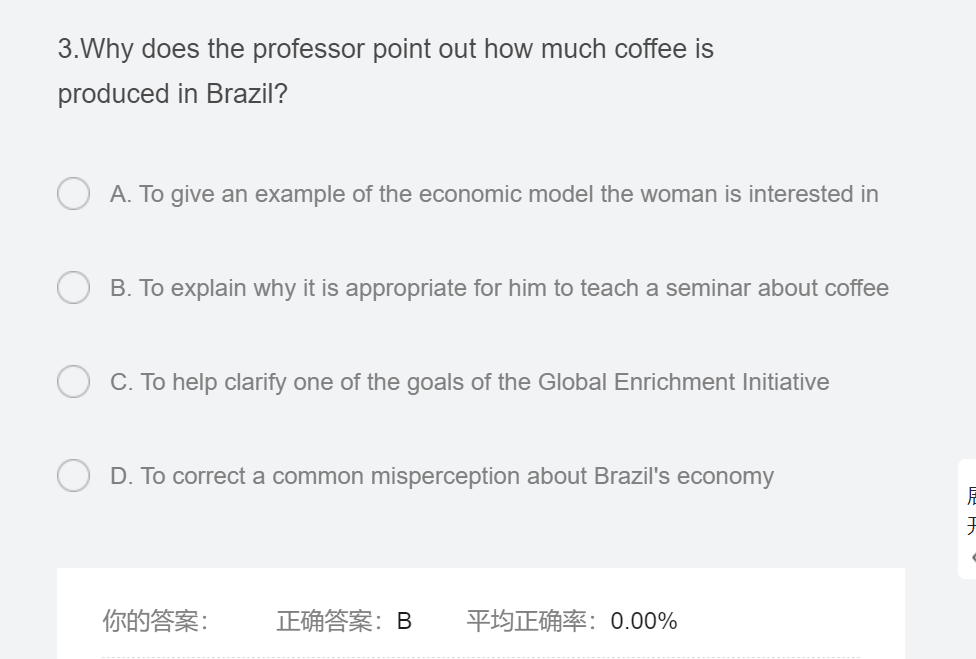 3.Why does the professor point out how much coffee is
produced in Brazil?
A. To give an example of the economic model the woman is interested in
B. To explain why it is appropriate for him to teach a seminar about coffee
C. To help clarify one of the goals of the Global Enrichment Initiative
D. To correct a common misperception about Brazil's economy
你的答案： 正确答案：B 平均正确率：0.00%